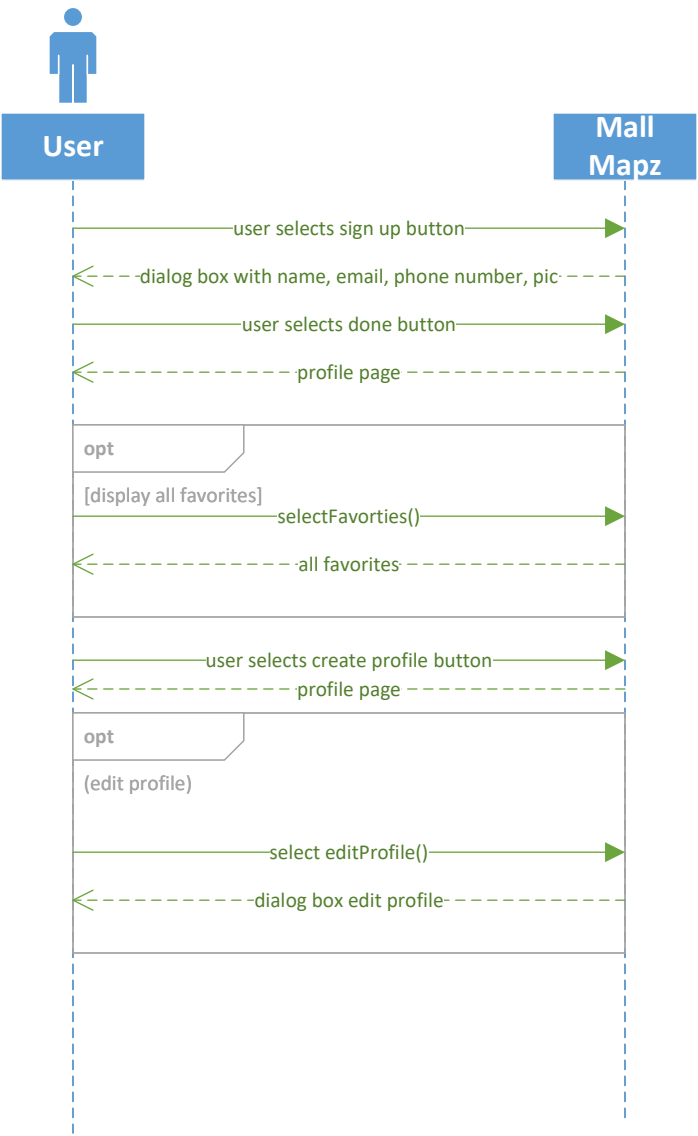 User
Mall
Mapz
user selects sign up button
dialog box with name, email, phone number, pic
user selects done button
profile page
opt
[display all favorites]
selectFavorties()
all favorites
user selects create profile button
profile page
opt
(edit profile)
select editProfile()
dialog box edit profile